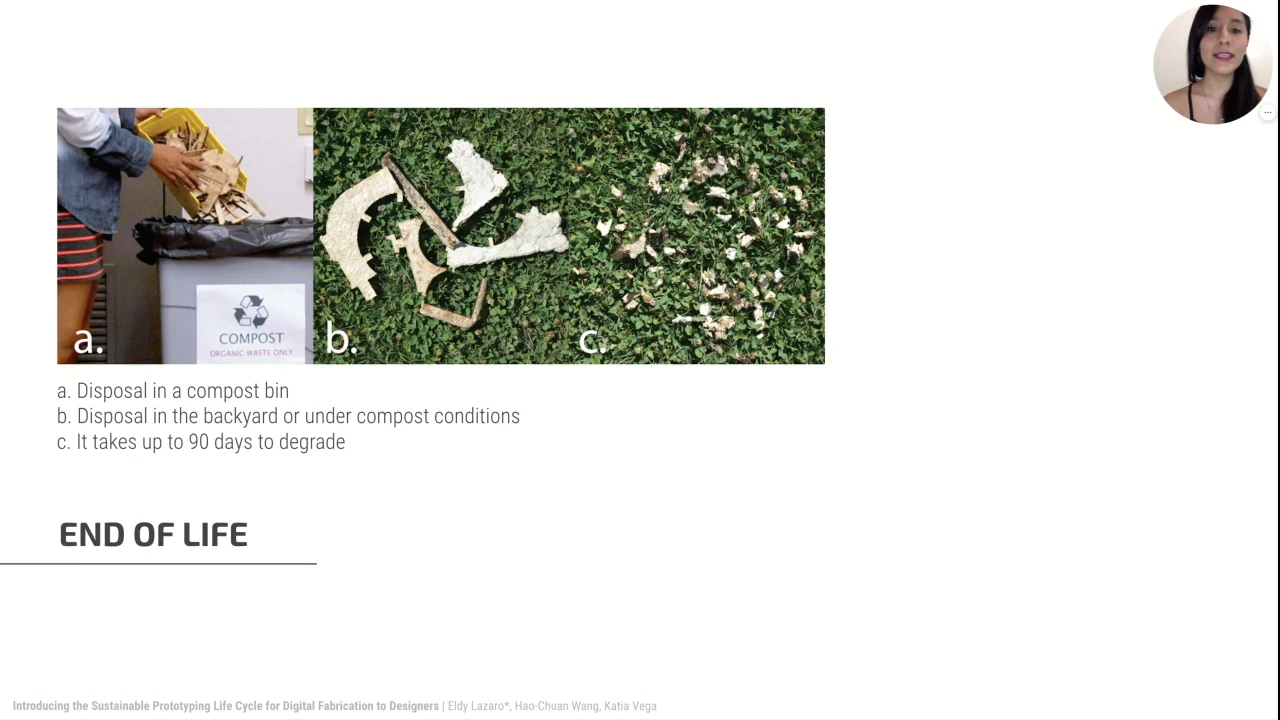 COMPOST
ORGANIC WASTE ONLY
a.
b.
c.
a. Disposal in a compost bin
b. Disposal in the backyard or under compost conditions
c. It takes up to 90 days to degrade
END OF LIFE
Introducing the Sustainable Prototyping Life Cycle for Digital Fabrication to Designers | Eldy Lazaro*, Hao-Chuan Wang, Katia Vega